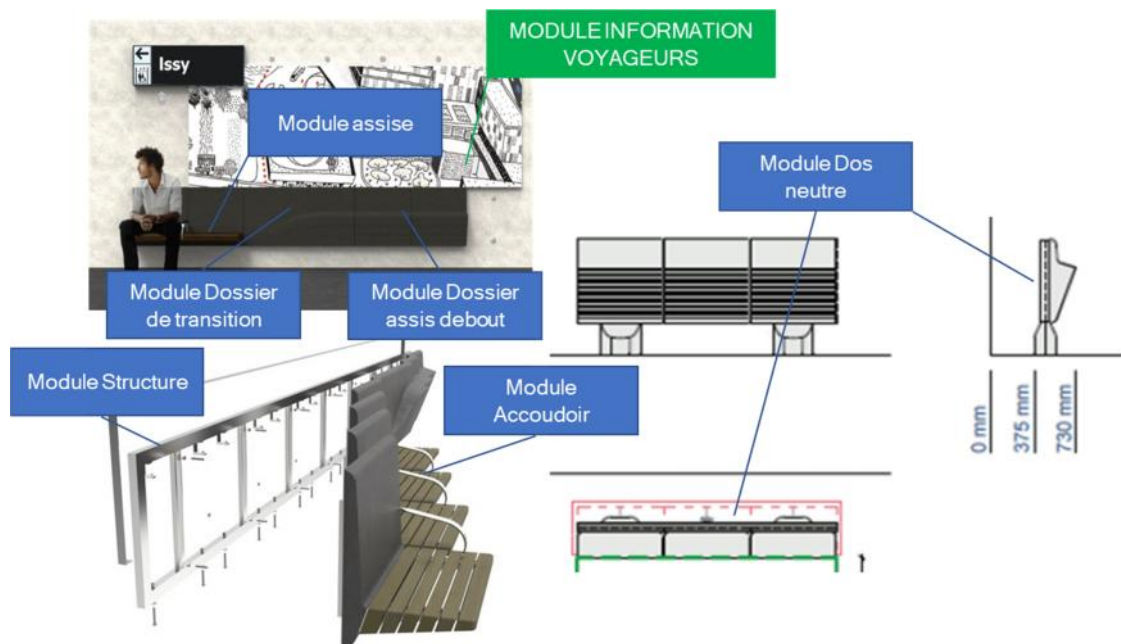 MODULE INFORMATION
VOYAGEURS
Issy
Module assise
Module Dos
neutre
Module Dossier
de transition
Module Dossier
assis debout
Module Structure
Module
Accoudoir
0 mm
375 mm
730 mm